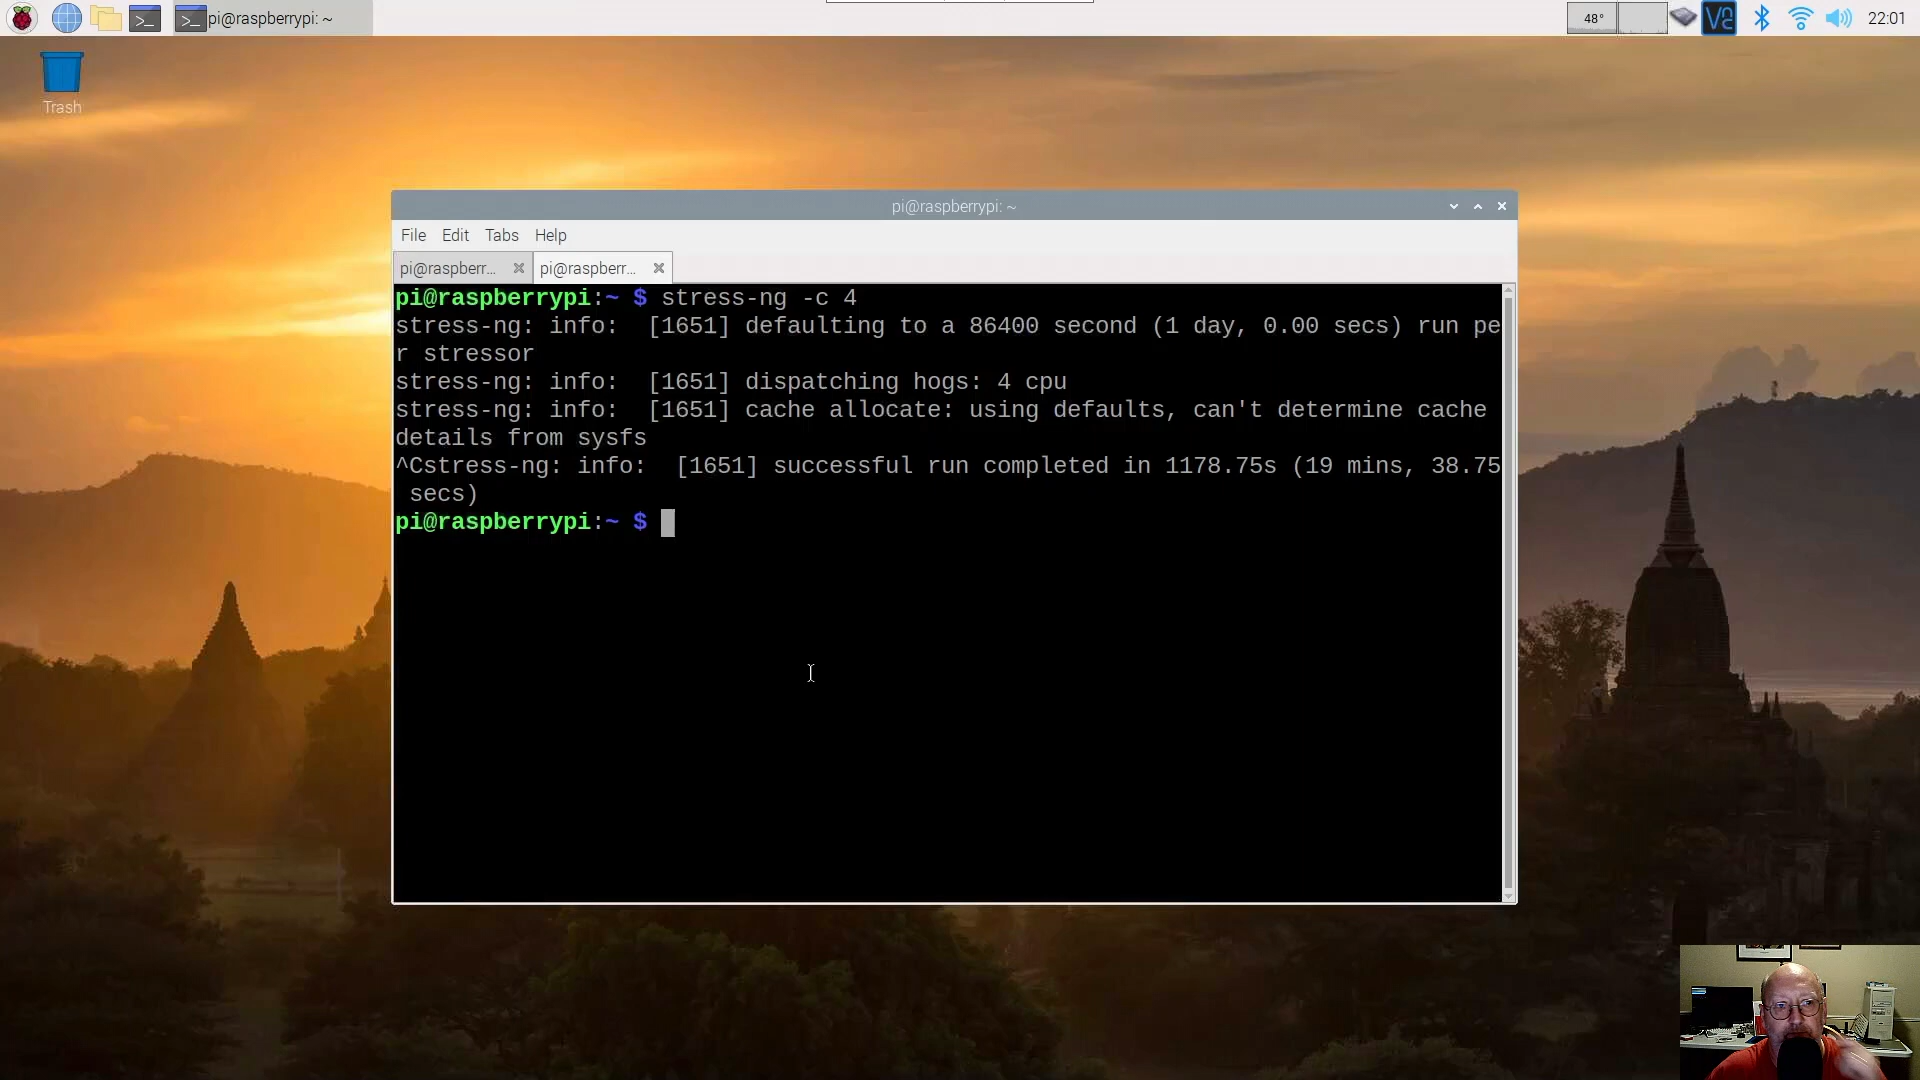 pi@raspberrypi: ~
48°
22:01
Trash
pi@raspberrypi: ~
File Edit Tabs Help
pi@raspberr... pi@raspberr...
pi@raspberrypi:~ $ stress-ng -c 4
stress-ng: info:  [1651] defaulting to a 86400 second (1 day, 0.00 secs) run pe
r stressor
stress-ng: info:  [1651] dispatching hogs: 4 cpu
stress-ng: info:  [1651] cache allocate: using defaults, can't determine cache
details from sysfs
^Cstress-ng: info:  [1651] successful run completed in 1178.75s (19 mins, 38.75
 secs)
pi@raspberrypi:~ $